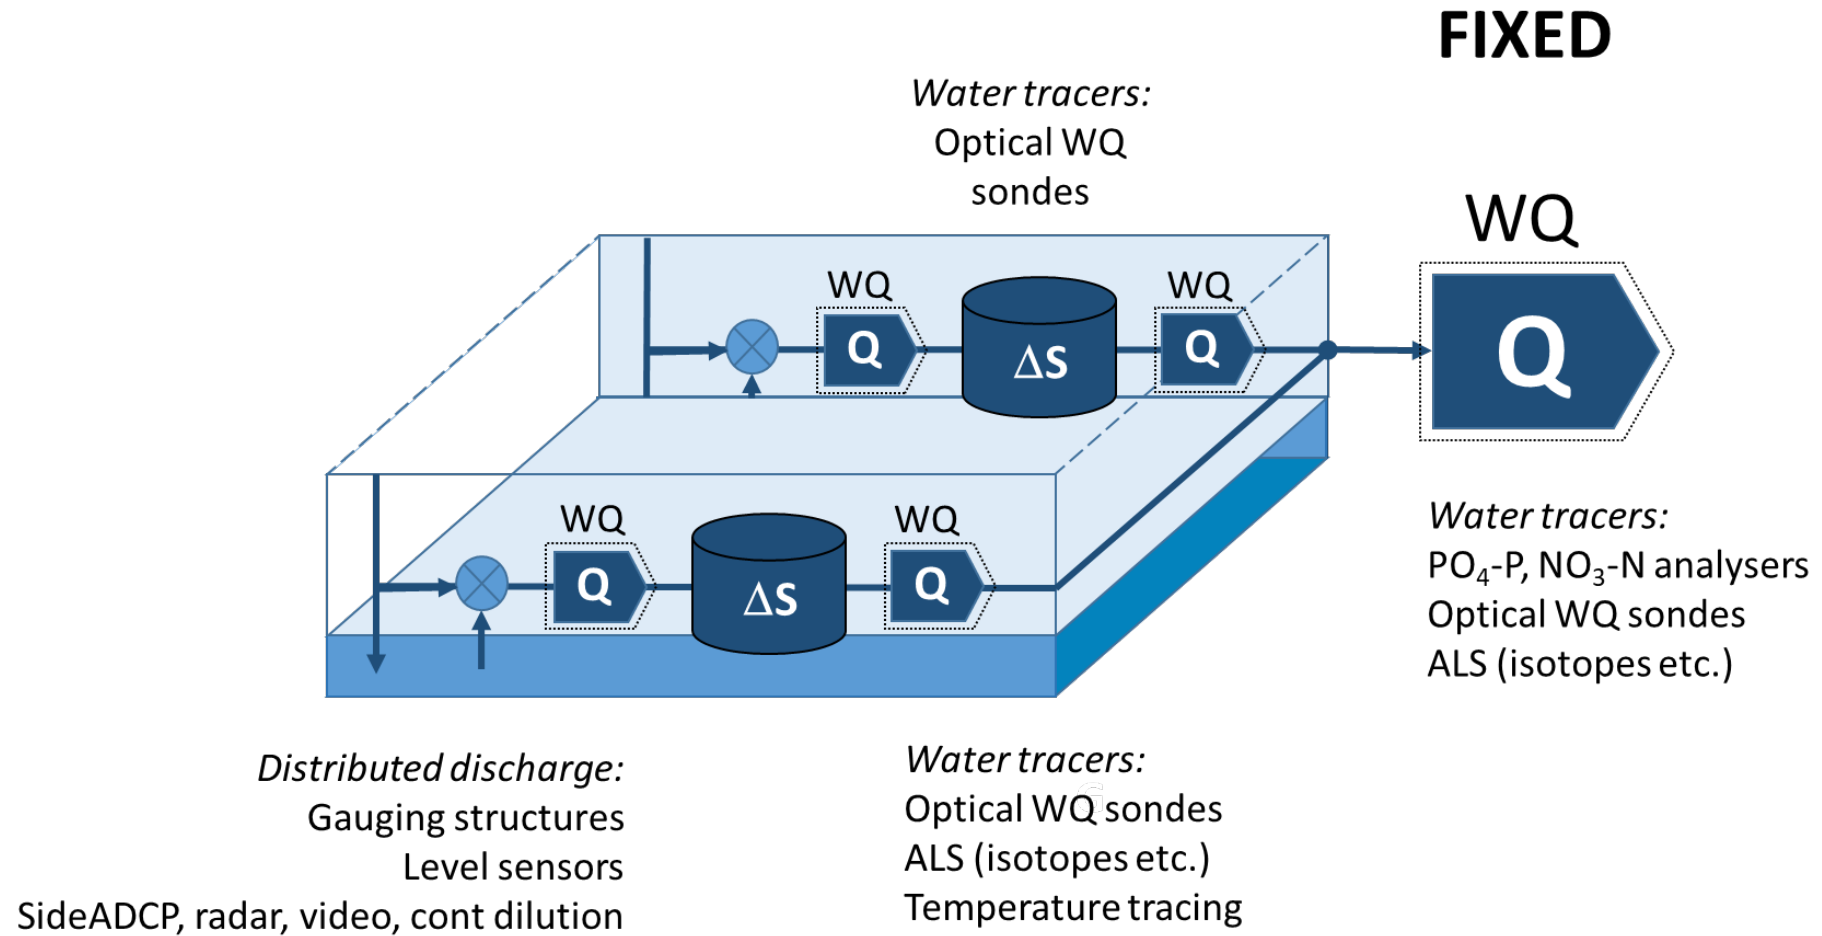 FIXED
Water tracers:
Optical WQ
sondes
WQ
WQ
WQ
Q
ΔS
Q
Q
WQ
WQ
Q
ΔS
Q
Water tracers:
PO₄-P, NO₃-N analysers
Optical WQ sondes
ALS (isotopes etc.)
Distributed discharge:
Gauging structures
Level sensors
SideADCP, radar, video, cont dilution
Water tracers:
Optical WQ sondes
ALS (isotopes etc.)
Temperature tracing
G